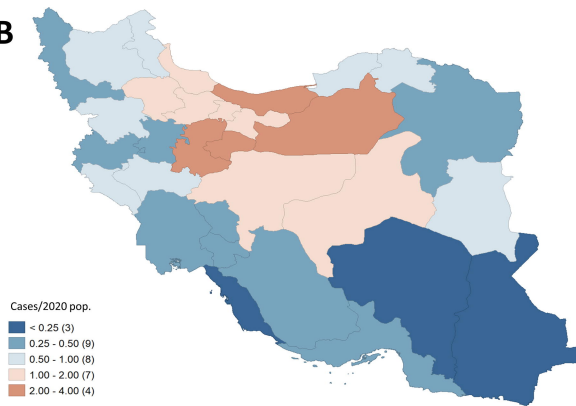 B
Cases/2020 pop.
< 0.25 (3)
0.25 - 0.50 (9)
0.50 - 1.00 (8)
1.00 - 2.00 (7)
2.00 - 4.00 (4)